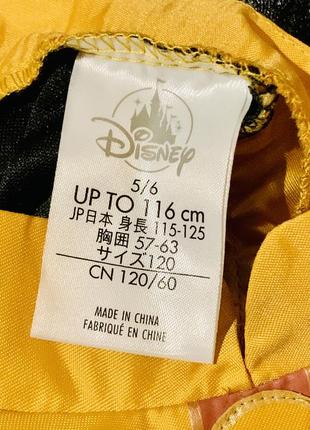 Disney
5/6
UP TO 116 cm
JP日本 身長 115-125
胸囲 57-63
サイズ120
CN 120/60
MADE IN CHINA
FABRIQUÉ EN CHINE